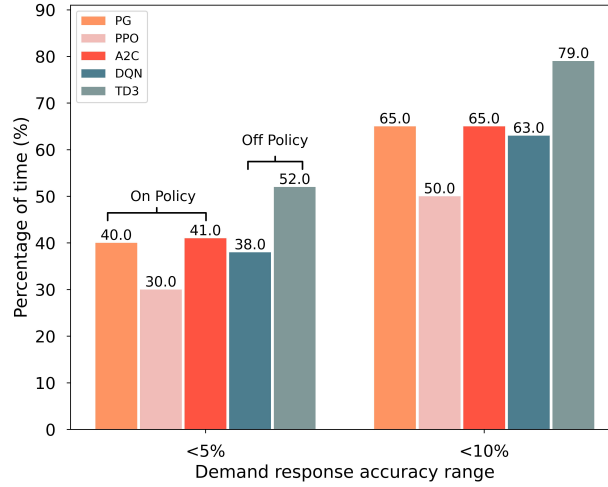 90
80
70
60
50
40
30
20
10
0
Percentage of time (%)
PG
PPO
A2C
DQN
TD3
On Policy
Off Policy
40.0
30.0
41.0
38.0
52.0
65.0
50.0
65.0
63.0
79.0
<5%
<10%
Demand response accuracy range